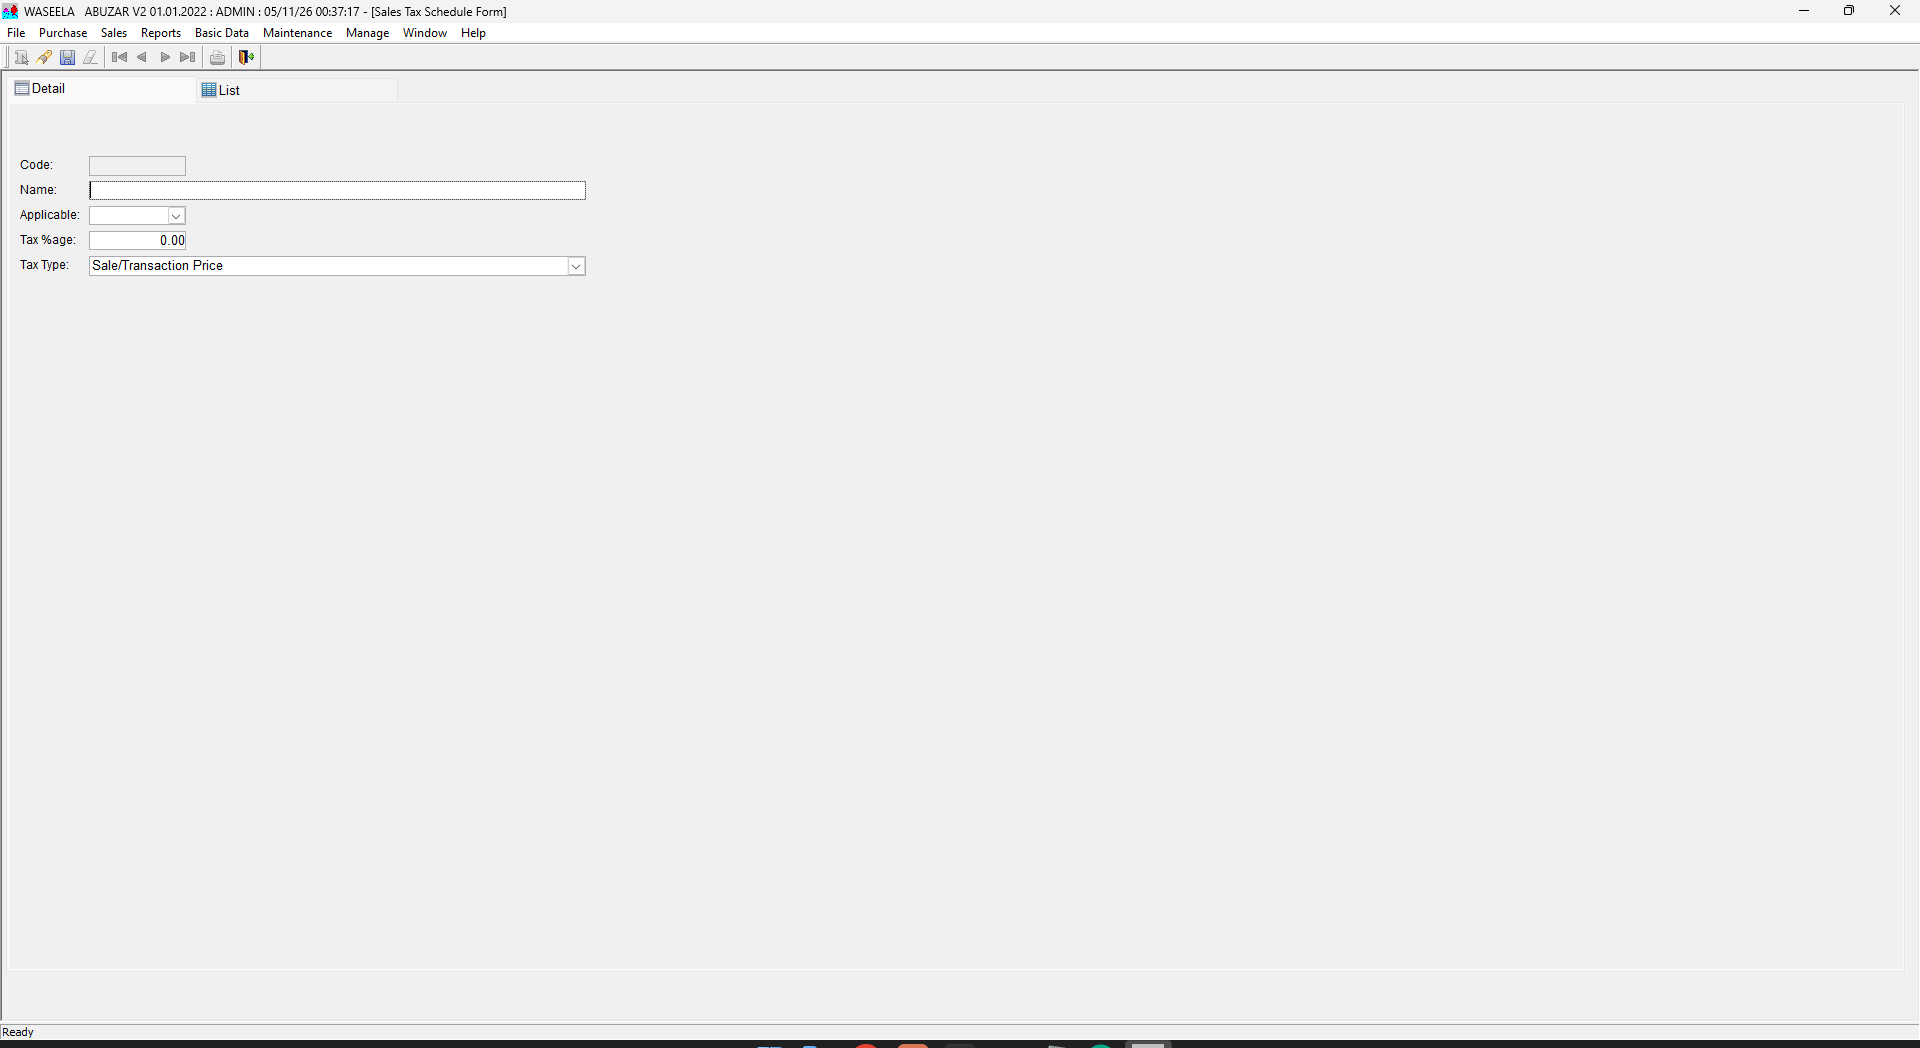 WASEELA   ABUZAR V2 01.01.2022 : ADMIN : 05/11/26 00:37:17 - [Sales Tax Schedule Form]
File Purchase Sales Reports Basic Data Maintenance Manage Window Help
Detail List
Code:
Name:
Applicable:
Tax %age: 0.00
Tax Type: Sale/Transaction Price
Ready